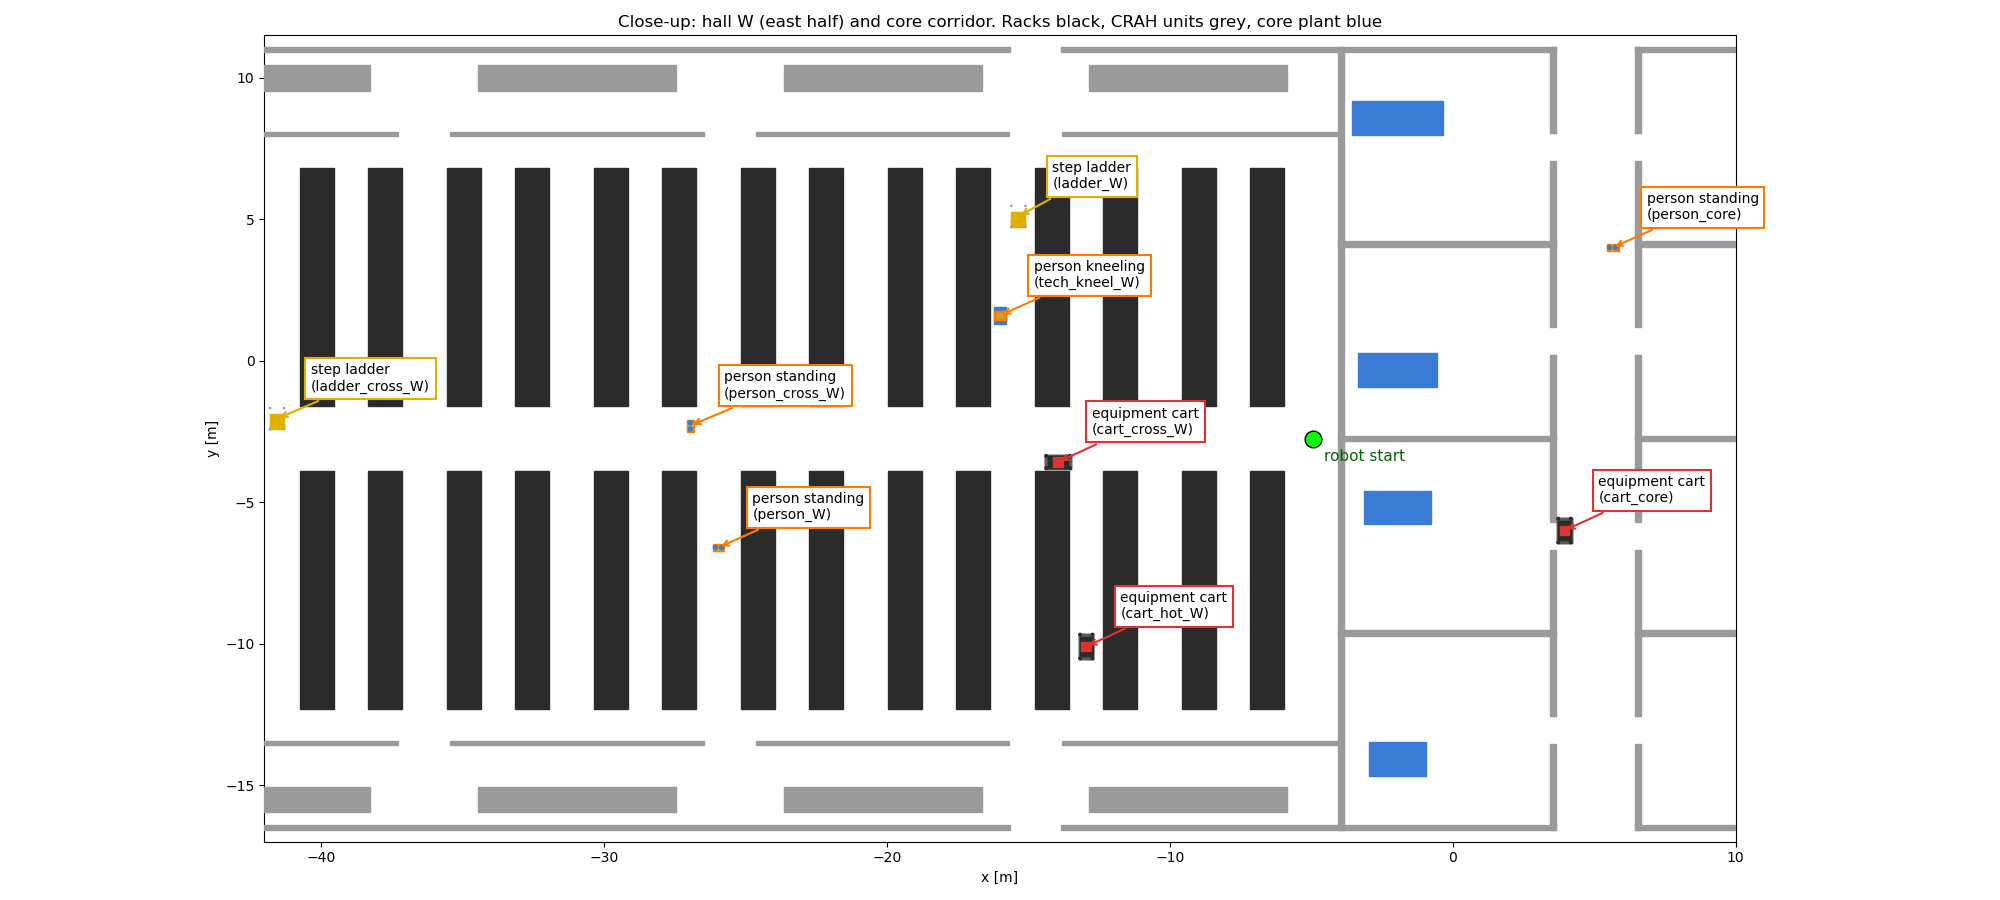 Close-up: hall W (east half) and core corridor. Racks black, CRAH units grey, core plant blue
y [m]
10
5
0
−5
−10
−15
step ladder
(ladder_W)
person standing
(person_core)
person kneeling
(tech_kneel_W)
step ladder
(ladder_cross_W)
person standing
(person_cross_W)
equipment cart
(cart_cross_W)
robot start
equipment cart
(cart_core)
person standing
(person_W)
equipment cart
(cart_hot_W)
−40
−30
−20
−10
0
10
x [m]